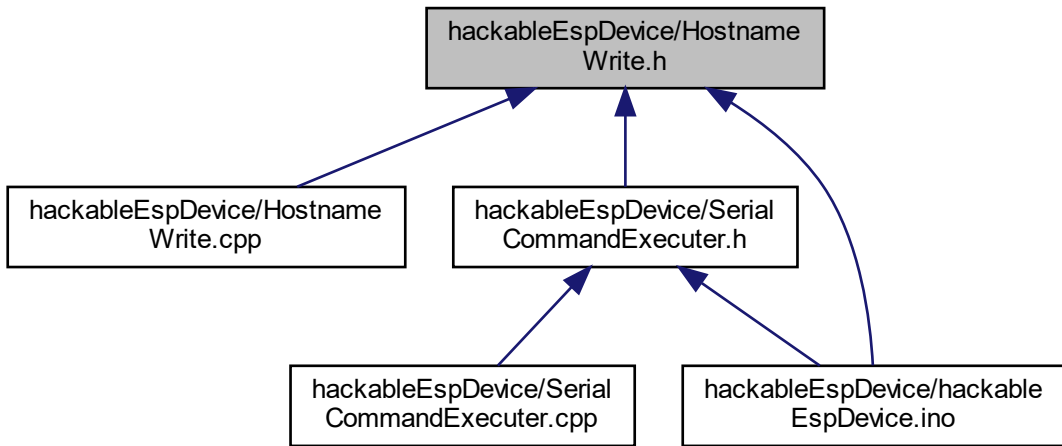 hackableEspDevice/Hostname
Write.h
hackableEspDevice/Hostname
Write.cpp
hackableEspDevice/Serial
CommandExecuter.h
hackableEspDevice/Serial
CommandExecuter.cpp
hackableEspDevice/hackable
EspDevice.ino